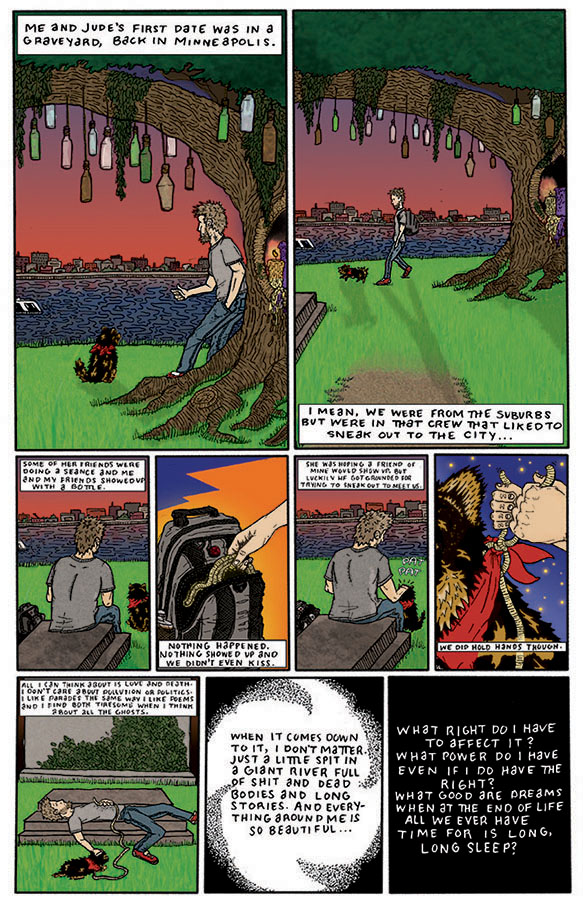 ME AND JUDE'S FIRST DATE WAS IN A
GRAVEYARD, BACK IN MINNEAPOLIS.
I MEAN, WE WERE FROM THE SUBURBS
BUT WERE IN THAT CREW THAT LIKED TO
SNEAK OUT TO THE CITY...
SOME OF HER FRIENDS WERE
DOING A SEANCE AND ME
AND MY FRIENDS SHOWED UP
WITH A BOTTLE.
NOTHING HAPPENED.
NOTHING SHOWED UP AND
WE DIDN'T EVEN KISS.
SHE WAS HOPING A FRIEND OF
MINE WOULD SHOW UP, BUT
LUCKILY HE GOT GROUNDED FOR
TRYING TO SNEAK OUT TO MEET US.
PAT
PAT
WE DID HOLD HANDS THOUGH.
ALL I CAN THINK ABOUT IS LOVE AND DEATH.
I DON'T CARE ABOUT POLLUTION OR POLITICS.
I LIKE PARADES THE SAME WAY I LIKE POEMS
AND I FIND BOTH TIRESOME WHEN I THINK
ABOUT ALL THE GHOSTS.
WHEN IT COMES DOWN
TO IT, I DON'T MATTER.
JUST A LITTLE SPIT IN
A GIANT RIVER FULL
OF SHIT AND DEAD
BODIES AND LONG
STORIES. AND EVERY-
THING AROUND ME IS
SO BEAUTIFUL...
WHAT RIGHT DO I HAVE
TO AFFECT IT?
WHAT POWER DO I HAVE
EVEN IF I DO HAVE THE
RIGHT?
WHAT GOOD ARE DREAMS
WHEN AT THE END OF LIFE
ALL WE EVER HAVE
TIME FOR IS LONG,
LONG SLEEP?